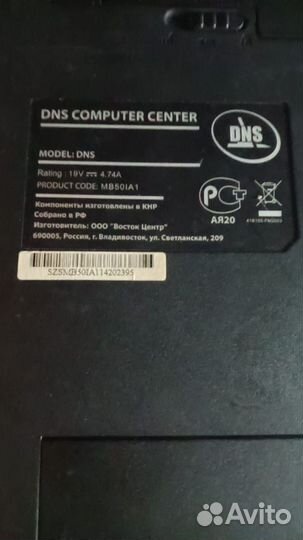 DNS COMPUTER CENTER
DNS
MODEL: DNS
Rating : 19V 4.74A
PRODUCT CODE: MB50IA1
Компоненты изготовлены в КНР
Собрано в РФ
Изготовитель: ООО "Восток Центр"
690005, Россия, г. Владивосток, ул. Светланская, 209
АЯ20
SZSMB50IA114202395
Avito